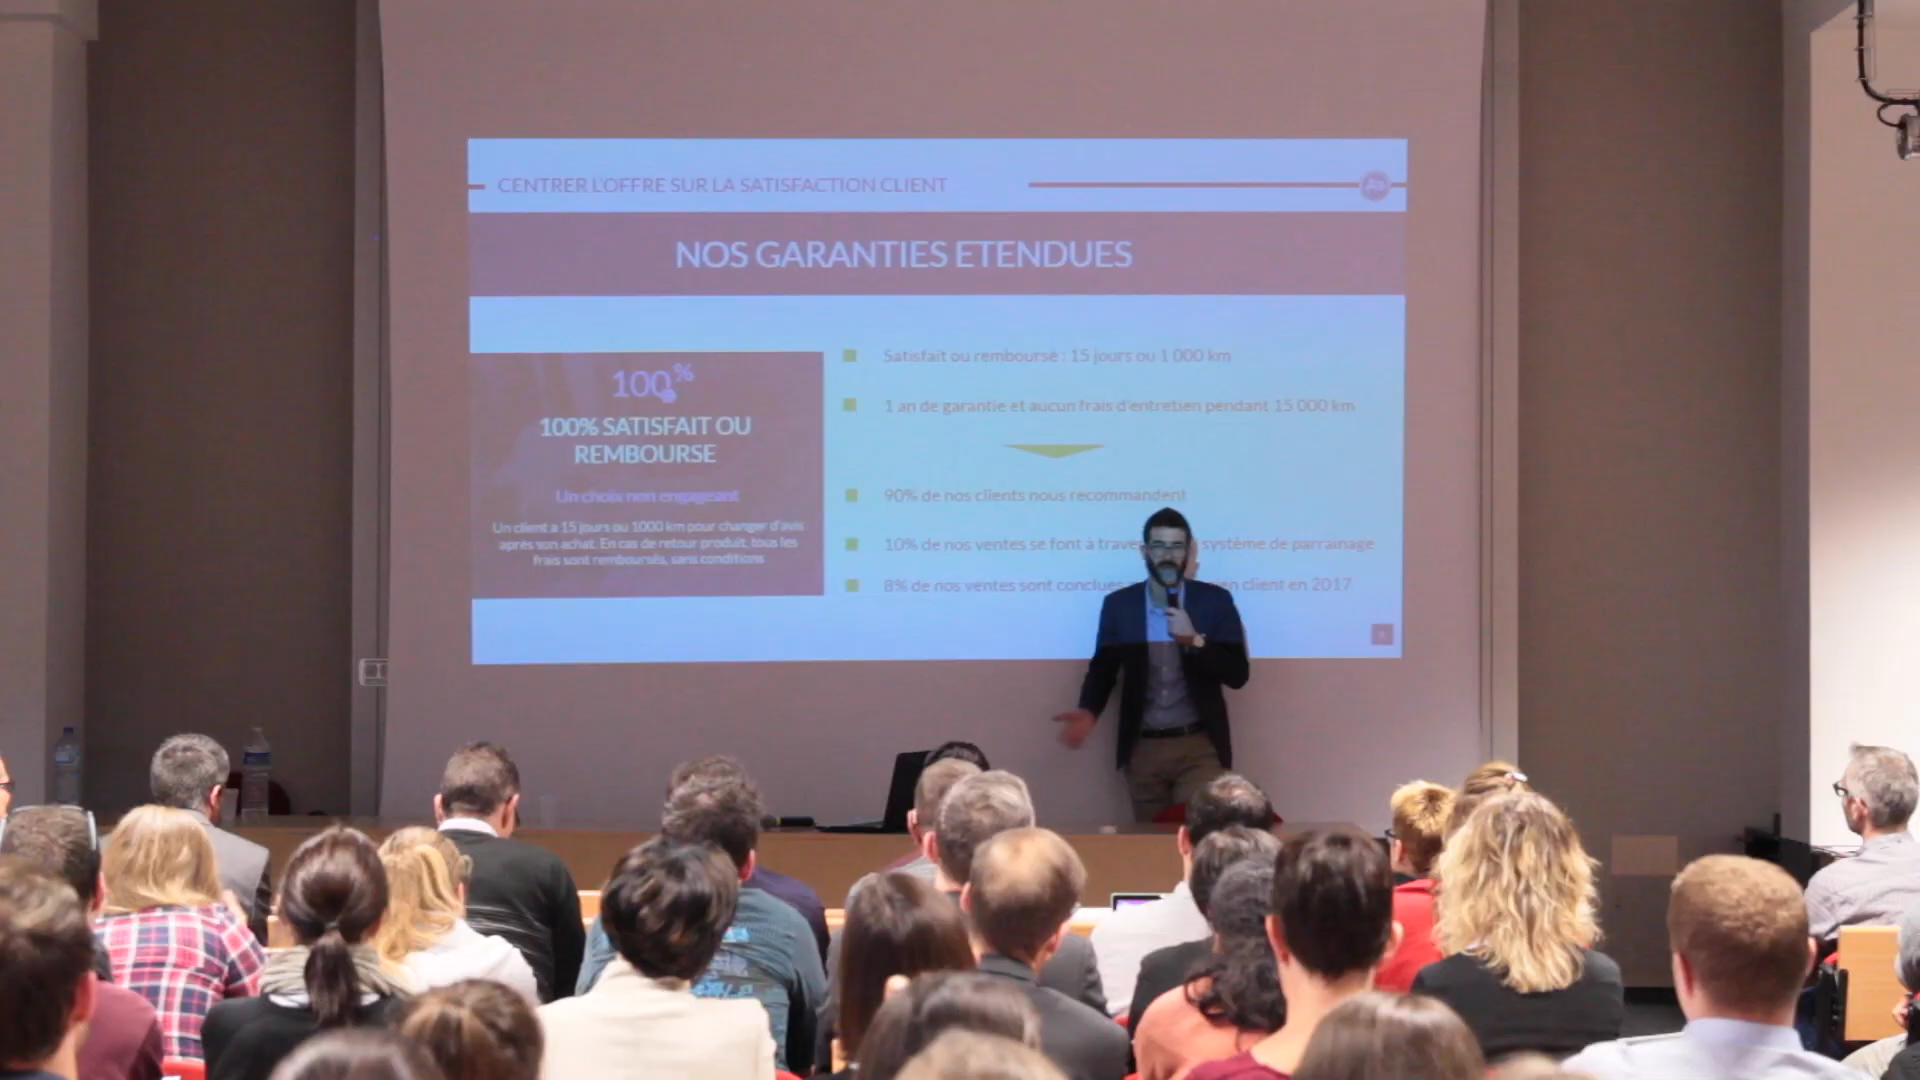 CENTRER L'OFFRE SUR LA SATISFACTION CLIENT
NOS GARANTIES ETENDUES
100%
100% SATISFAIT OU
REMBOURSE
Un choix non engageant
Un client a 15 jours ou 1000 km pour changer d'avis
après son achat. En cas de retour produit, tous les
frais sont remboursés, sans conditions
Satisfait ou remboursé : 15 jours ou 1 000 km
1 an de garantie et aucun frais d'entretien pendant 15 000 km
90% de nos clients nous recommandent
10% de nos ventes se font à trave système de parrainage
8% de nos ventes sont conclues en client en 2017